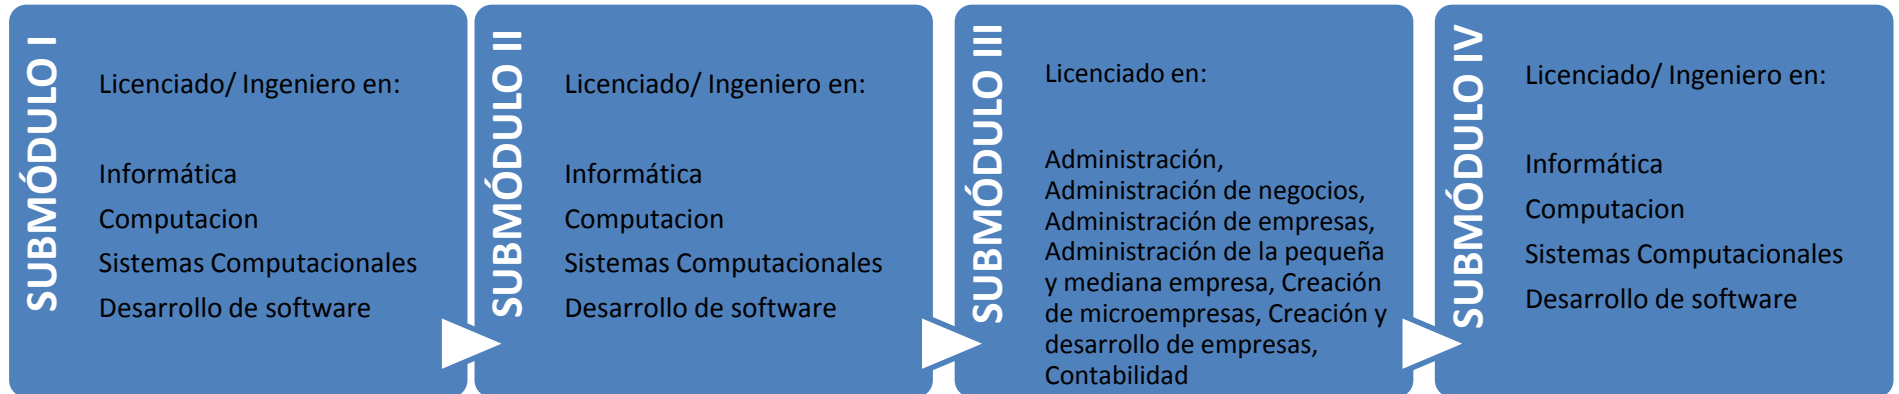 SUBMÓDULO I
Licenciado/ Ingeniero en:
Informática
Computacion
Sistemas Computacionales
Desarrollo de software
SUBMÓDULO II
Licenciado/ Ingeniero en:
Informática
Computacion
Sistemas Computacionales
Desarrollo de software
SUBMÓDULO III
Licenciado en:
Administración,
Administración de negocios,
Administración de empresas,
Administración de la pequeña
y mediana empresa, Creación
de microempresas, Creación y
desarrollo de empresas,
Contabilidad
SUBMÓDULO IV
Licenciado/ Ingeniero en:
Informática
Computacion
Sistemas Computacionales
Desarrollo de software